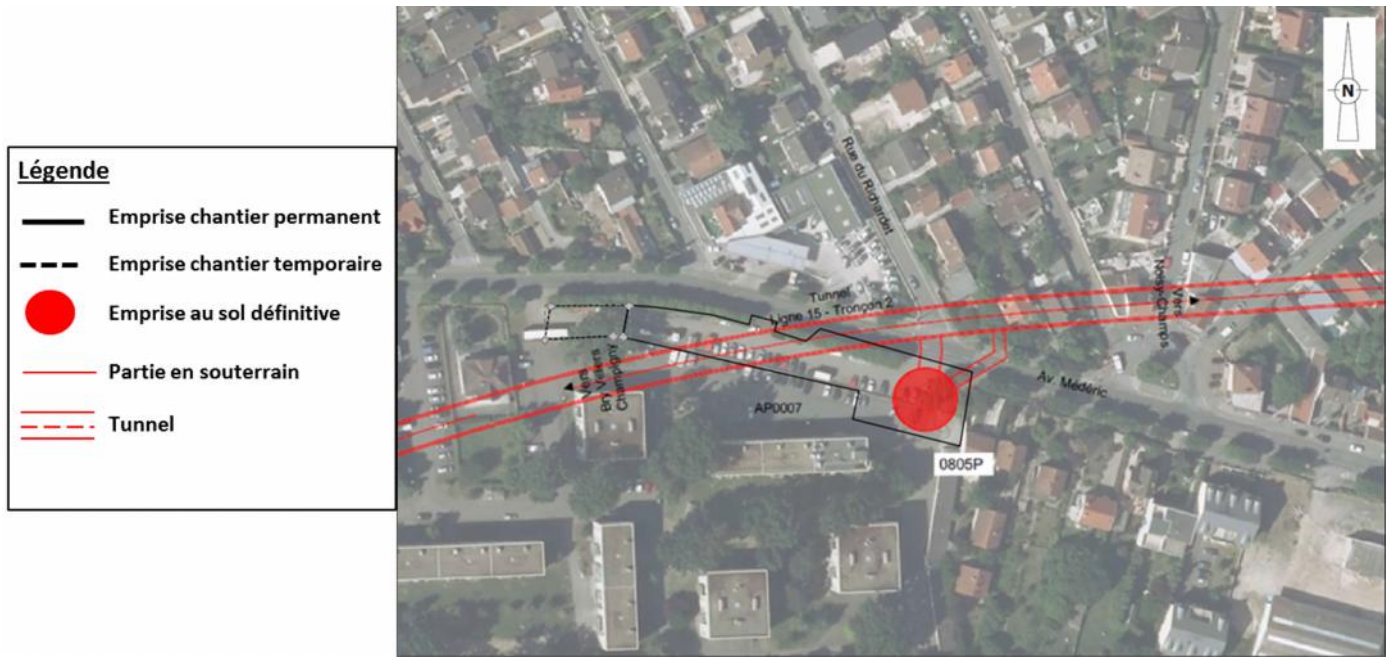 Légende
Emprise chantier permanent
Emprise chantier temporaire
Emprise au sol définitive
Partie en souterrain
Tunnel
N
Rue du Richardet
Tunnel
Ligne 15 - Tronçon 2
Vers
Noisy-Champs
Vers
Bry Villiers
Champigny
Av. Médéric
AP0007
0805P